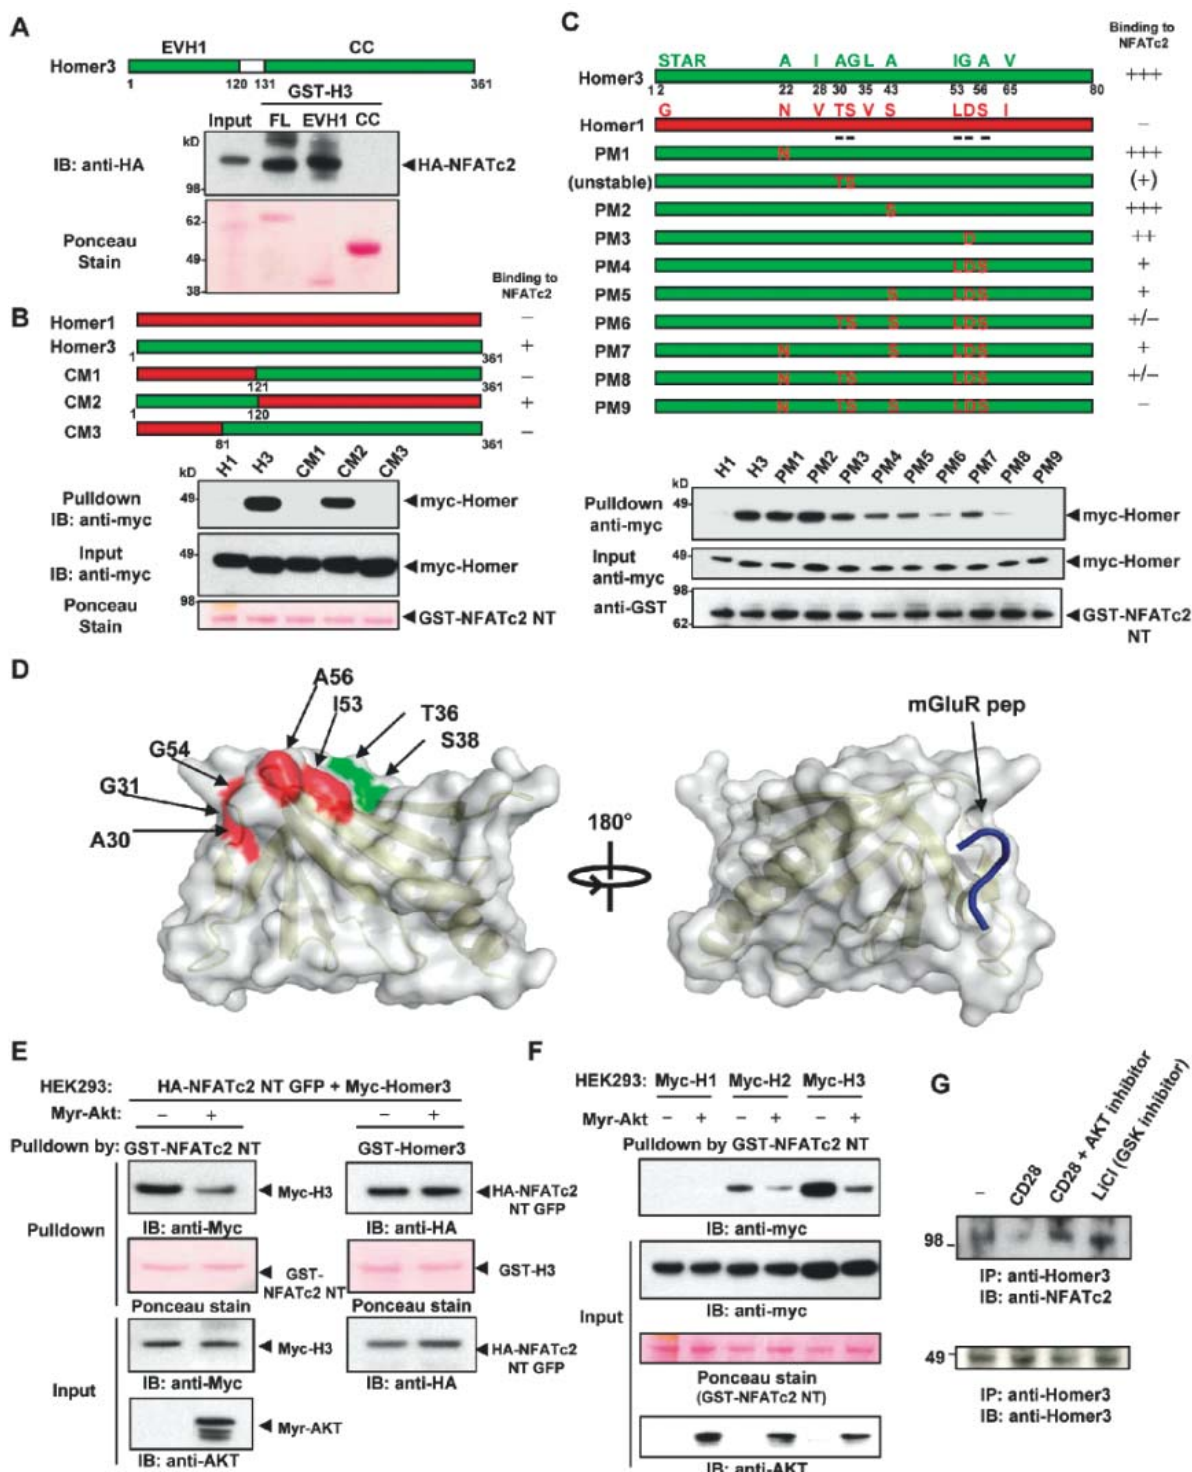 A
EVH1 CC
Homer3
120 131 361
GST-H3
Input FL EVH1 CC
kD
IB: anti-HA
HA-NFATc2
98
62
Ponceau
Stain
49
38
B
Binding to
NFATc2
Homer1 −
Homer3 +
1 361
CM1 −
121 361
CM2 +
1 120
CM3 −
81 361
kD H1 H3 CM1 CM2 CM3
Pulldown
IB: anti-myc
49
myc-Homer
Input
IB: anti-myc
49
myc-Homer
98
Ponceau
Stain
GST-NFATc2 NT
C
Binding to
NFATc2
STAR A I AG L A IG A V
Homer3 +++
12 22 28 30 35 43 53 56 65 80
G N V TS V S LDS I
Homer1 −
PM1 N +++
(unstable) TS (+)
PM2 S +++
PM3 D ++
PM4 LDS +
PM5 S LDS +
PM6 TS S LDS +/−
PM7 N S LDS +
PM8 N TS LDS +/−
PM9 N TS S LDS −
kD H1 H3 PM1 PM2 PM3 PM4 PM5 PM6 PM7 PM8 PM9
Pulldown
anti-myc
49
myc-Homer
Input
anti-myc
49
myc-Homer
98
anti-GST
62
GST-NFATc2
NT
D
A56
I53
T36
S38
G54
G31
A30
180°
mGluR pep
E
HEK293: HA-NFATc2 NT GFP + Myc-Homer3
Myr-Akt: − + − +
Pulldown by: GST-NFATc2 NT GST-Homer3
Pulldown
Myc-H3
HA-NFATc2
NT GFP
IB: anti-Myc IB: anti-HA
GST-
NFATc2 NT
GST-H3
Ponceau stain Ponceau stain
Input
Myc-H3
HA-NFATc2
NT GFP
IB: anti-Myc IB: anti-HA
Myr-AKT
IB: anti-AKT
F
HEK293: Myc-H1 Myc-H2 Myc-H3
Myr-Akt − + − + − +
Pulldown by GST-NFATc2 NT
IB: anti-myc
Input
IB: anti-myc
Ponceau stain
(GST-NFATc2 NT)
IB: anti-AKT
G
− CD28 CD28 + AKT inhibitor LiCl (GSK inhibitor)
98
IP: anti-Homer3
IB: anti-NFATc2
49
IP: anti-Homer3
IB: anti-Homer3